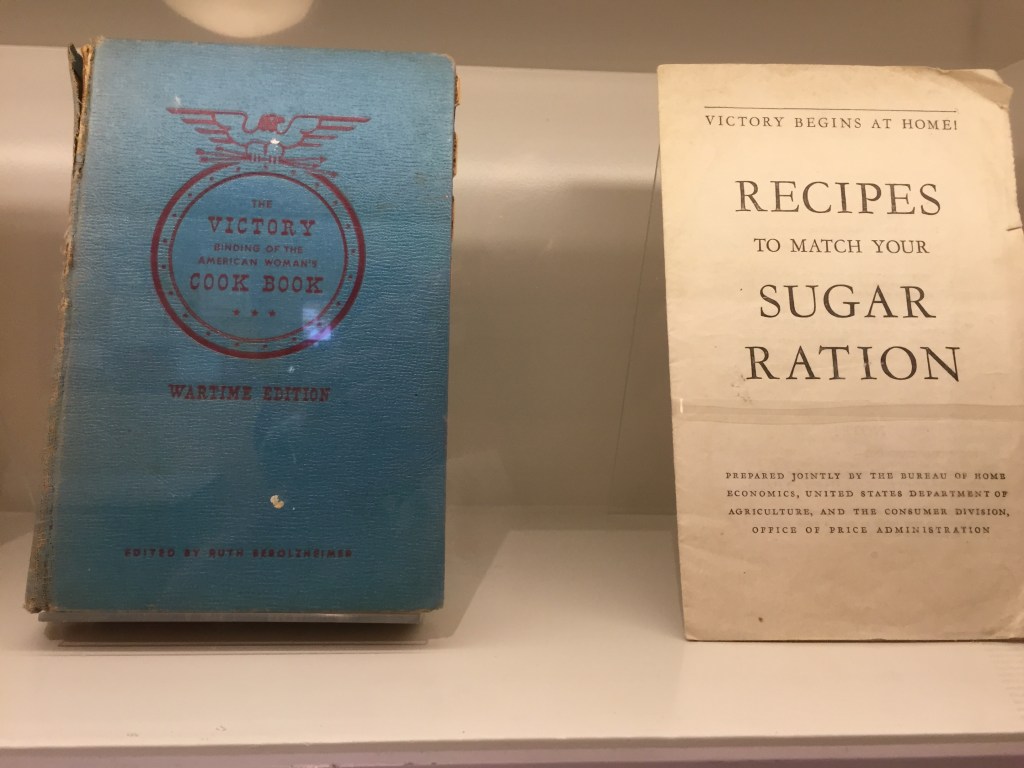 THE
VICTORY
BINDING OF THE
AMERICAN WOMAN'S
COOK BOOK
WARTIME EDITION
EDITED BY RUTH BEROLZHEIMER
VICTORY BEGINS AT HOME!
RECIPES
TO MATCH YOUR
SUGAR
RATION
PREPARED JOINTLY BY THE BUREAU OF HOME
ECONOMICS, UNITED STATES DEPARTMENT OF
AGRICULTURE, AND THE CONSUMER DIVISION,
OFFICE OF PRICE ADMINISTRATION